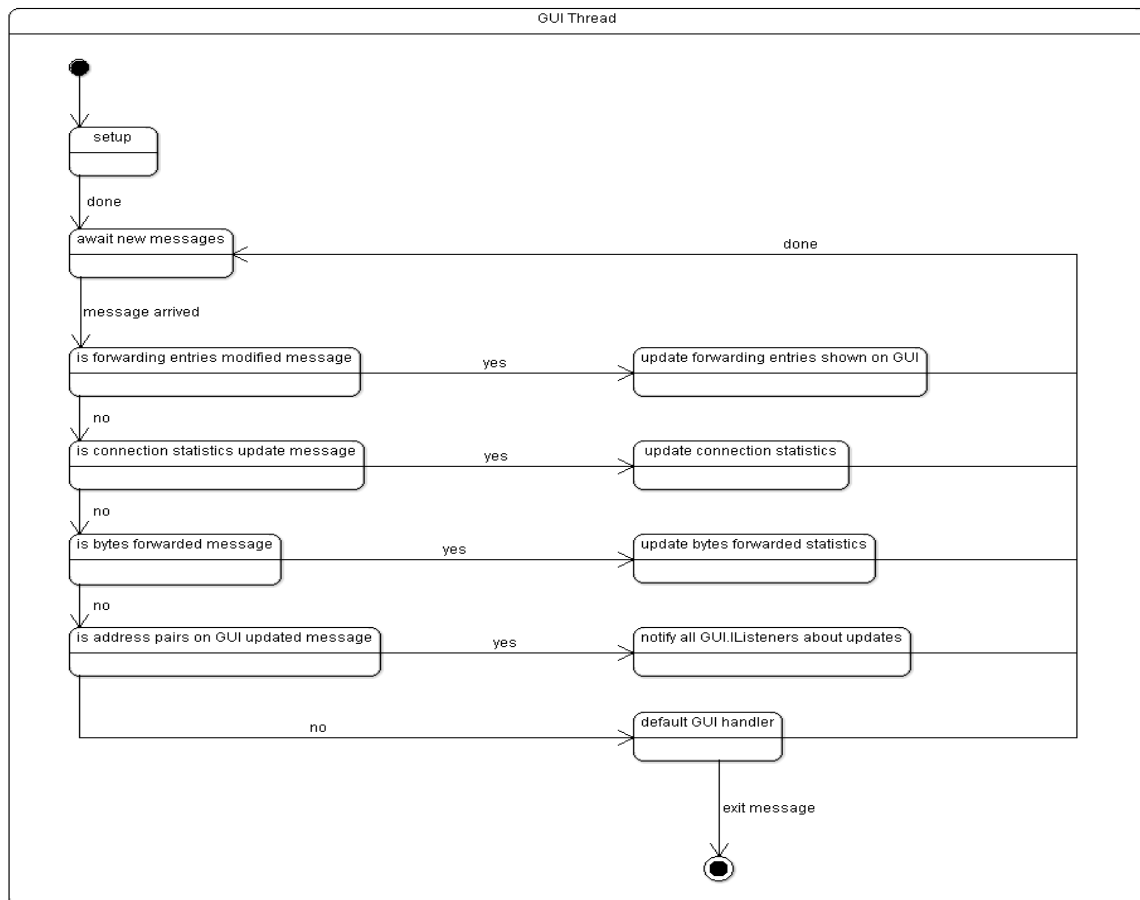 GUI Thread
setup
done
await new messages
done
message arrived
is forwarding entries modified message
yes
update forwarding entries shown on GUI
no
is connection statistics update message
yes
update connection statistics
no
is bytes forwarded message
yes
update bytes forwarded statistics
no
is address pairs on GUI updated message
yes
notify all GUI.IListeners about updates
no
default GUI handler
exit message